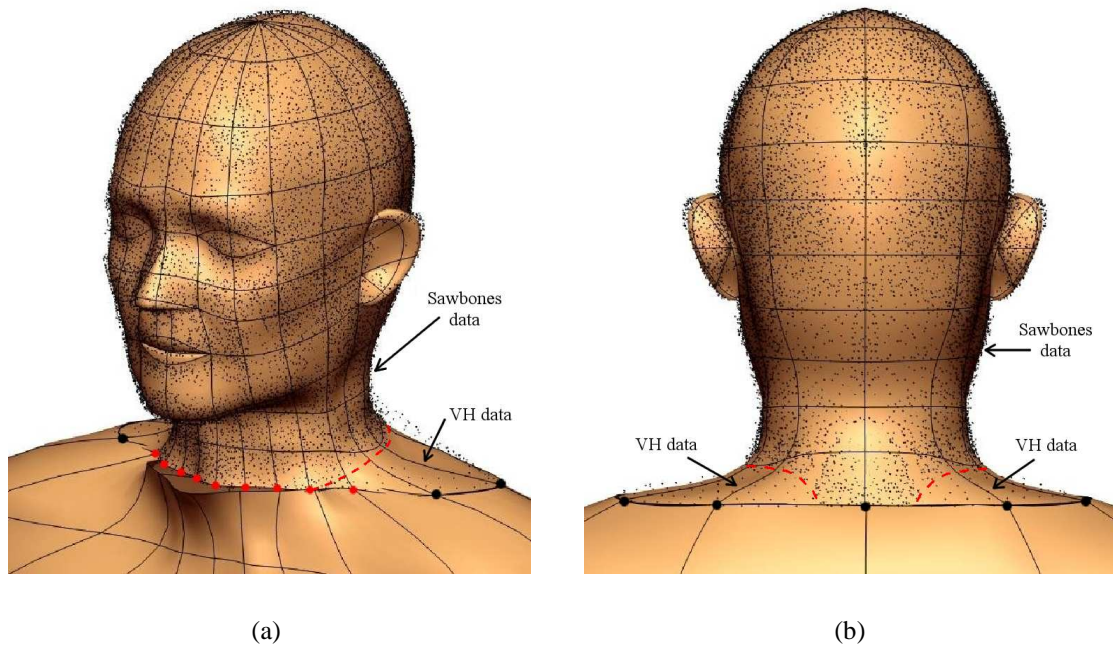 Sawbones
data
VH data
(a)
Sawbones
data
VH data
VH data
(b)